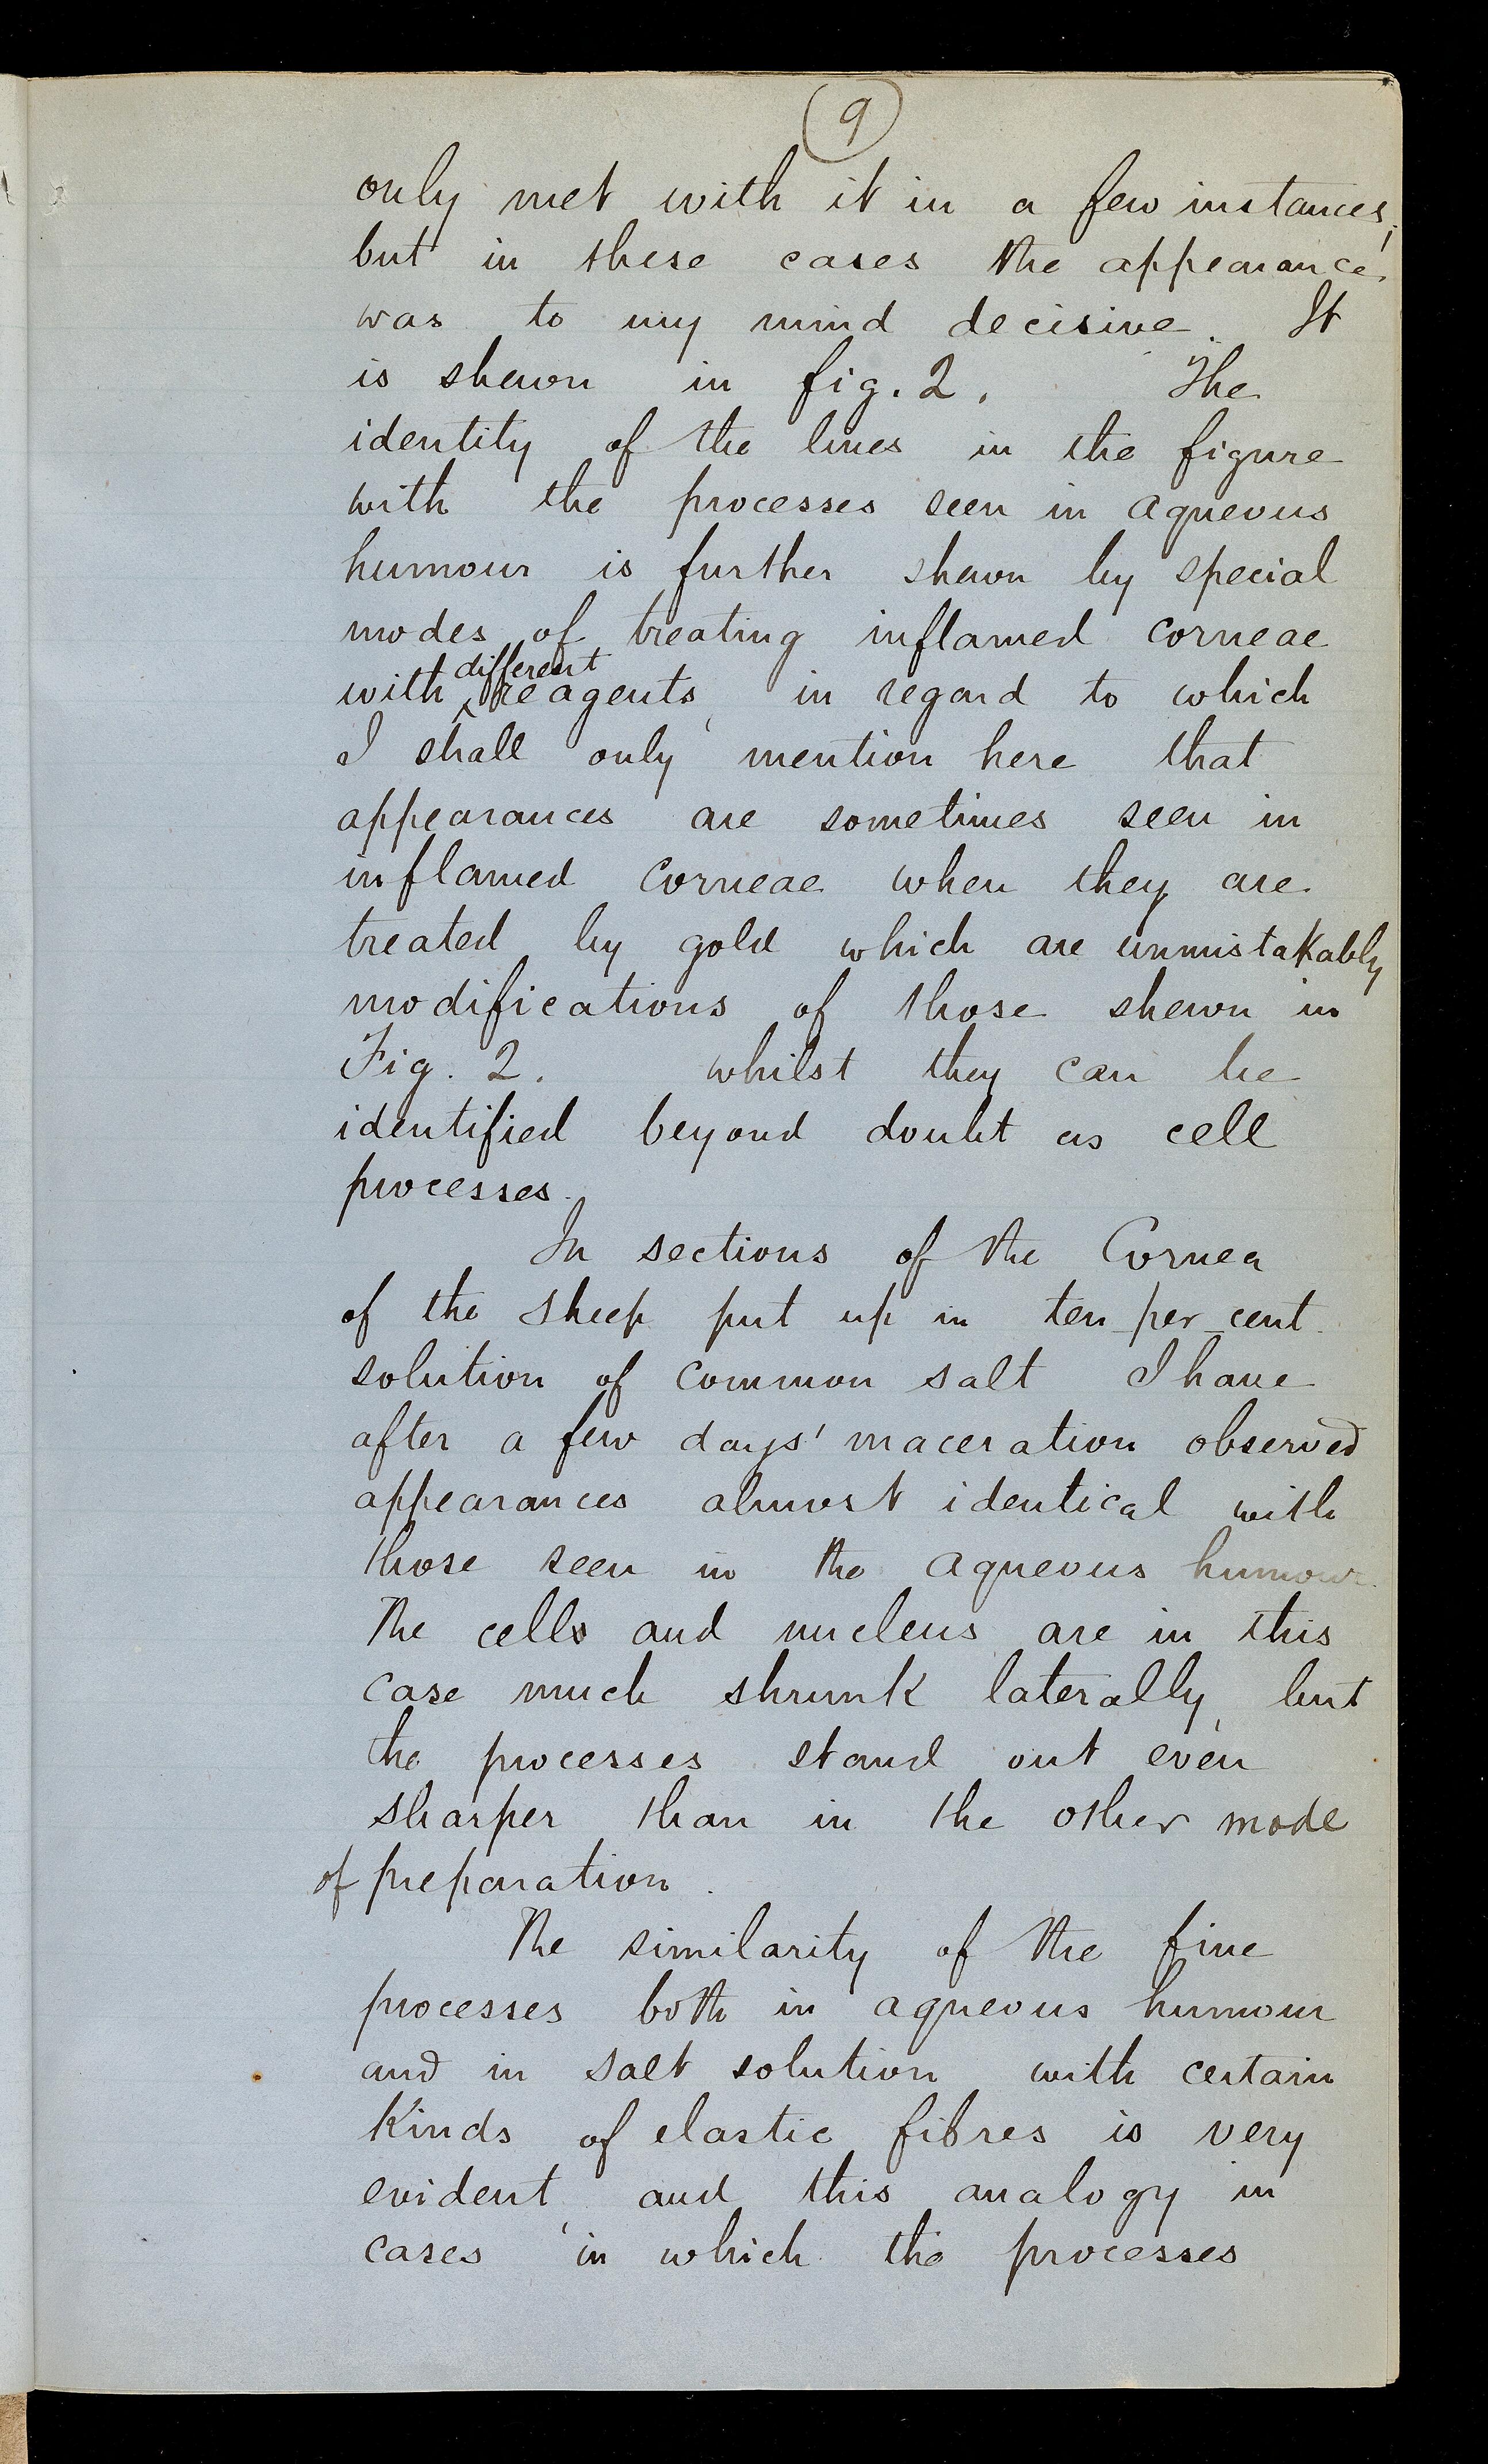 9
only met with it in a few instances;
but in these cases the appearance
was to my mind decisive. It
is shewn in fig. 2. The
identity of the lines in the figure
with the processes seen in aqueous
humour is further shewn by special
modes of treating inflamed corneae
different
with ^ reagents, in regard to which
I shall only mention here that
appearances are sometimes seen in
inflamed corneae when they are
treated by gold which are unmistakably
modifications of those shewn in
Fig. 2. whilst they can be
identified beyond doubt as cell
processes.
In sections of the Cornea
of the sheep put up in ten per cent.
solution of common salt I have
after a few days' maceration observed
appearances almost identical with
those seen in the aqueous humour.
The cells and nucleus are in this
case much shrunk laterally, but
the processes stand out even
sharper than in the other mode
of preparation.
The similarity of the fine
processes both in aqueous humour
and in salt solution with certain
kinds of elastic fibres is very
evident, and this analogy in
cases in which the processes